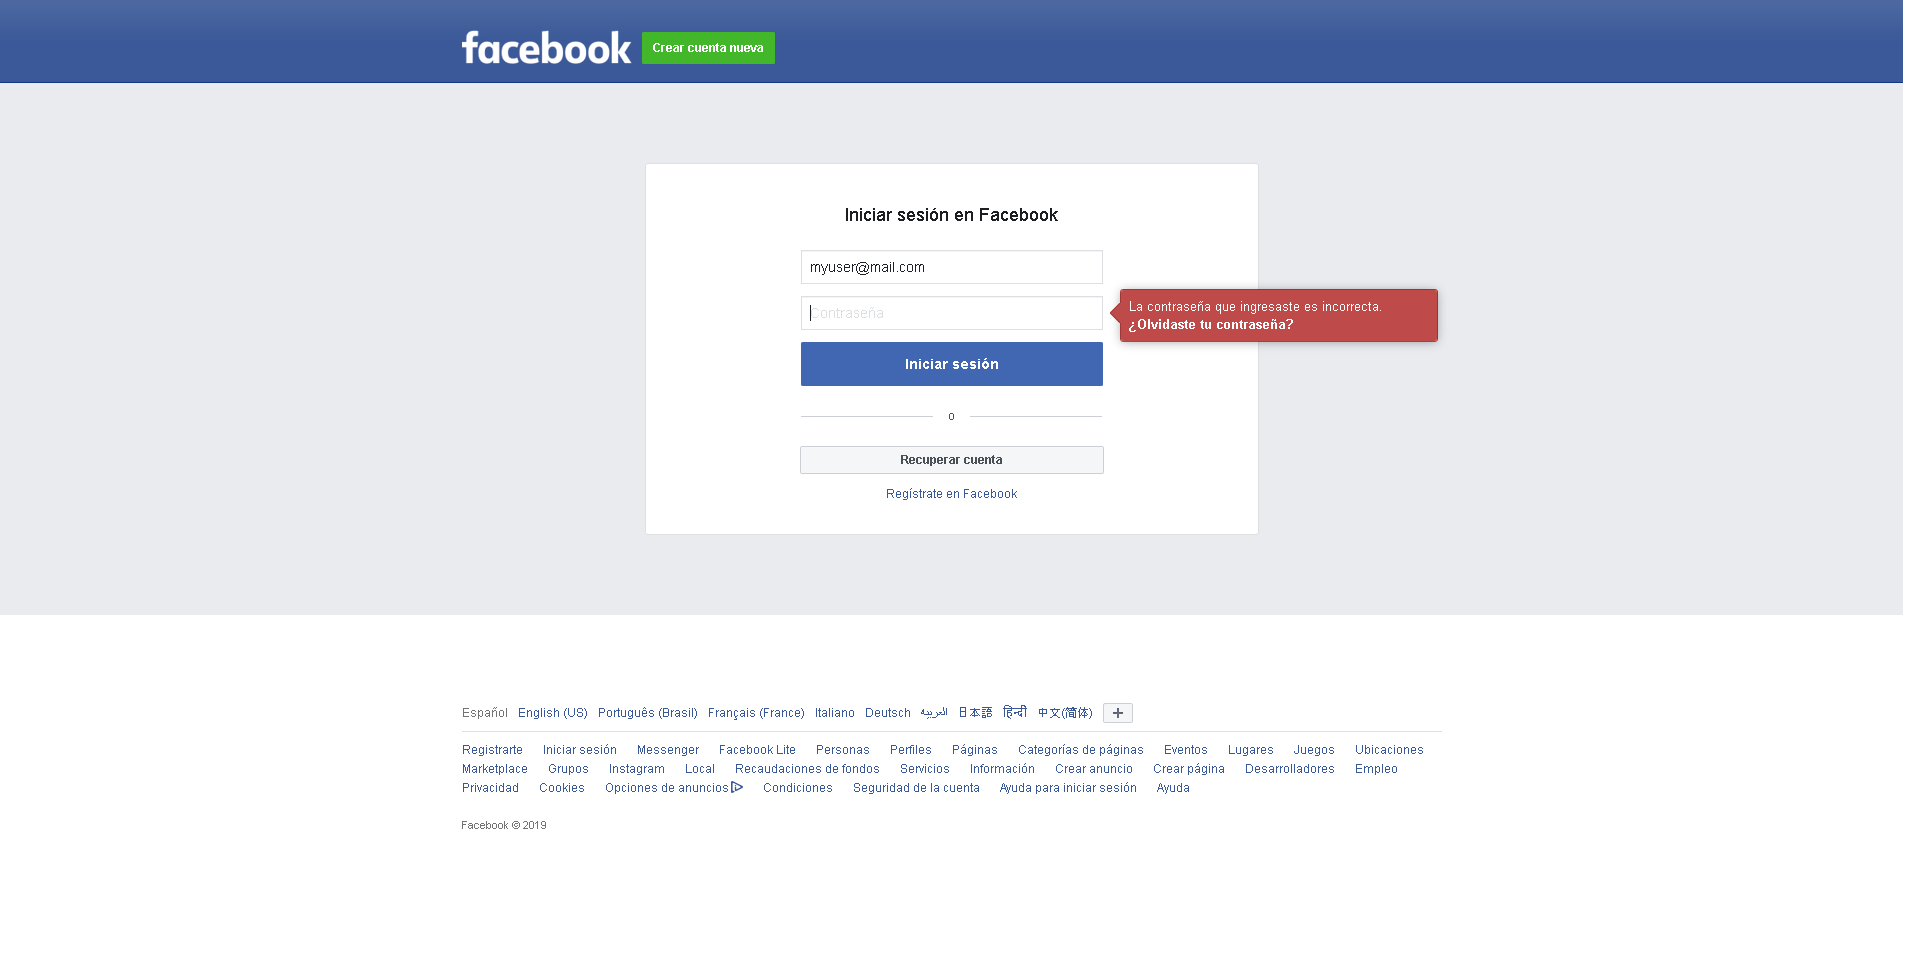 facebook Crear cuenta nueva
Iniciar sesión en Facebook
myuser@mail.com
Contraseña
La contraseña que ingresaste es incorrecta.
¿Olvidaste tu contraseña?
Iniciar sesión
o
Recuperar cuenta
Regístrate en Facebook
Español English (US) Português (Brasil) Français (France) Italiano Deutsch العربية 日本語 हिन्दी 中文(简体) +
Registrarte Iniciar sesión Messenger Facebook Lite Personas Perfiles Páginas Categorías de páginas Eventos Lugares Juegos Ubicaciones
Marketplace Grupos Instagram Local Recaudaciones de fondos Servicios Información Crear anuncio Crear página Desarrolladores Empleo
Privacidad Cookies Opciones de anuncios Condiciones Seguridad de la cuenta Ayuda para iniciar sesión Ayuda
Facebook © 2019